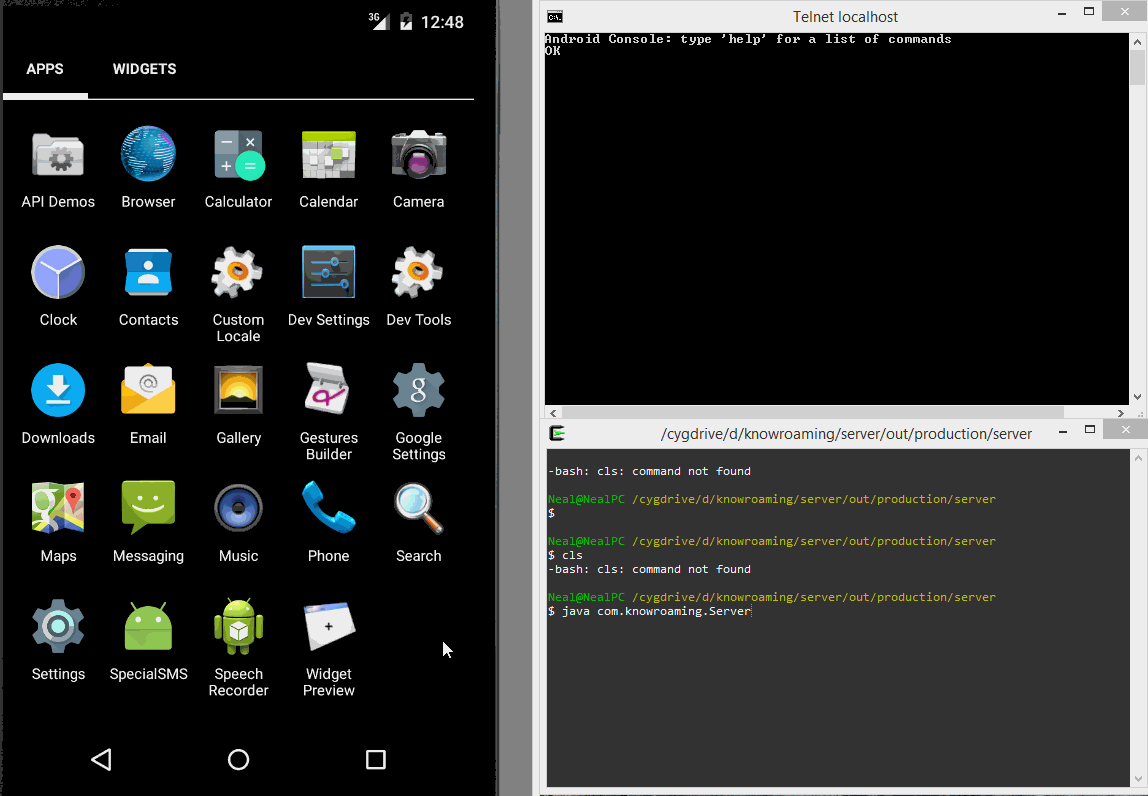 3G 12:48
APPS WIDGETS
API Demos Browser Calculator Calendar Camera
Clock Contacts Custom Locale Dev Settings Dev Tools
Downloads Email Gallery Gestures Builder Google Settings
g
Maps Messaging Music Phone Search
Settings SpecialSMS Speech Recorder Widget Preview
Telnet localhost
Android Console: type 'help' for a list of commands
OK
/cygdrive/d/knowroaming/server/out/production/server
-bash: cls: command not found
Neal@NealPC /cygdrive/d/knowroaming/server/out/production/server
$
Neal@NealPC /cygdrive/d/knowroaming/server/out/production/server
$ cls
-bash: cls: command not found
Neal@NealPC /cygdrive/d/knowroaming/server/out/production/server
$ java com.knowroaming.Server